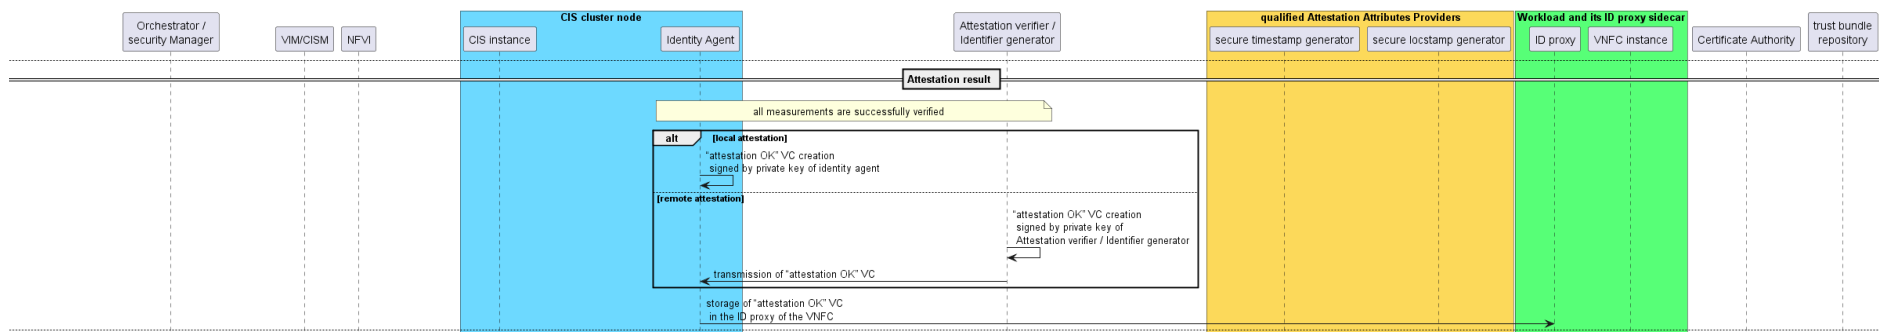 CIS cluster node
qualified Attestation Attributes Providers
Workload and its ID proxy sidecar
Orchestrator /
security Manager
VIM/CISM
NFVI
CIS instance
Identity Agent
Attestation verifier /
Identifier generator
secure timestamp generator
secure locstamp generator
ID proxy
VNFC instance
Certificate Authority
trust bundle
repository
Attestation result
all measurements are successfully verified
alt
[local attestation]
“attestation OK” VC creation
signed by private key of identity agent
[remote attestation]
“attestation OK” VC creation
signed by private key of
Attestation verifier / Identifier generator
transmission of “attestation OK” VC
storage of “attestation OK” VC
in the ID proxy of the VNFC